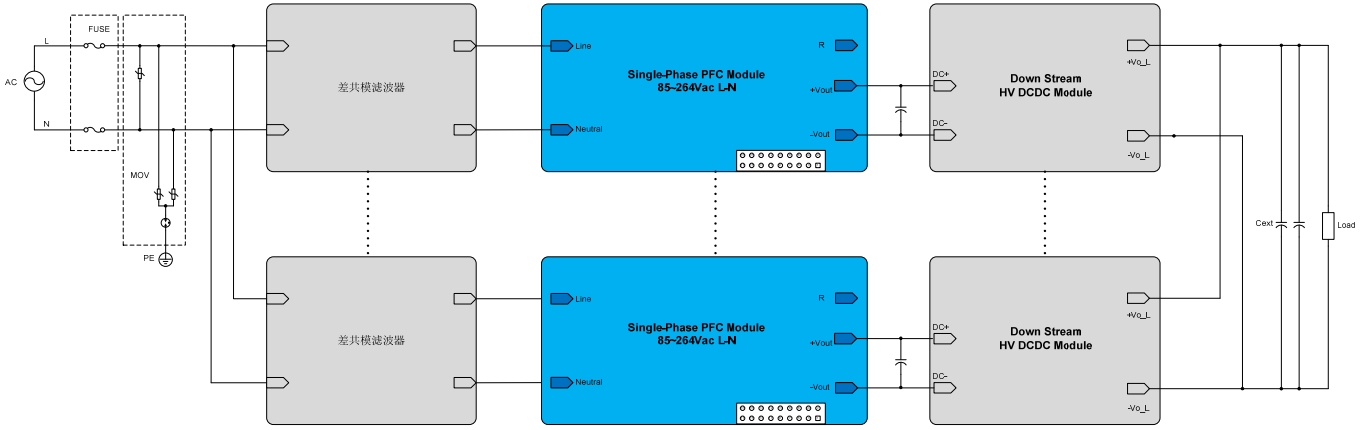 FUSE
L
AC
N
MOV
PE
差共模滤波器
Line
Neutral
Single-Phase PFC Module
85~264Vac L-N
R
+Vout
-Vout
DC+
DC-
Down Stream
HV DCDC Module
+Vo_L
-Vo_L
Cext
Load
差共模滤波器
Line
Neutral
Single-Phase PFC Module
85~264Vac L-N
R
+Vout
-Vout
DC+
DC-
Down Stream
HV DCDC Module
+Vo_L
-Vo_L